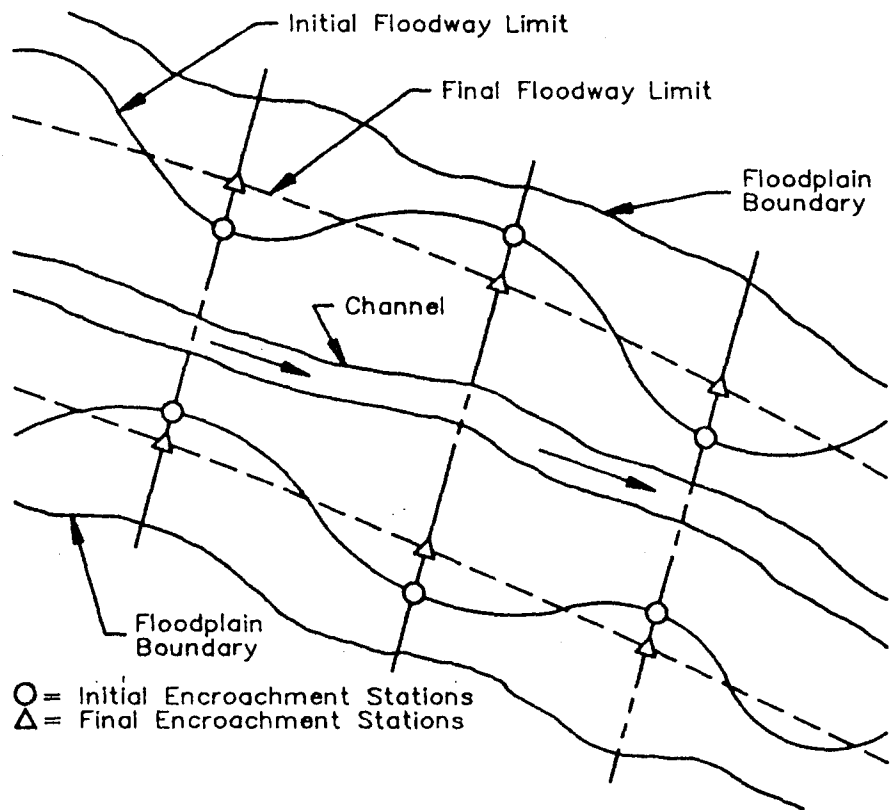 Initial Floodway Limit
Final Floodway Limit
Floodplain
Boundary
Channel
Floodplain
Boundary
O = Initial Encroachment Stations
△ = Final Encroachment Stations